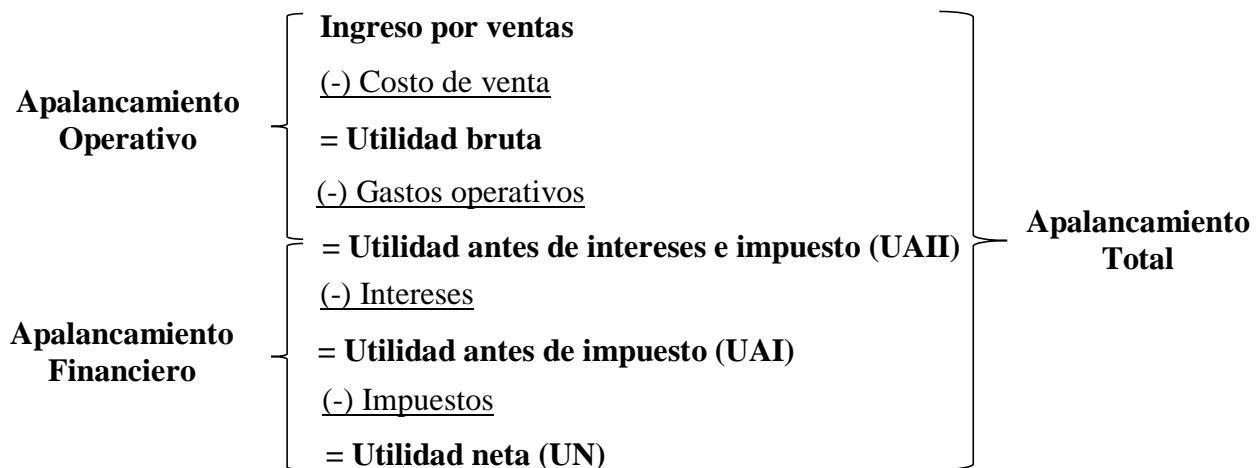 Apalancamiento
Operativo
Ingreso por ventas
(-) Costo de venta
= Utilidad bruta
(-) Gastos operativos
= Utilidad antes de intereses e impuesto (UAII)
Apalancamiento
Financiero
(-) Intereses
= Utilidad antes de impuesto (UAI)
(-) Impuestos
= Utilidad neta (UN)
Apalancamiento
Total